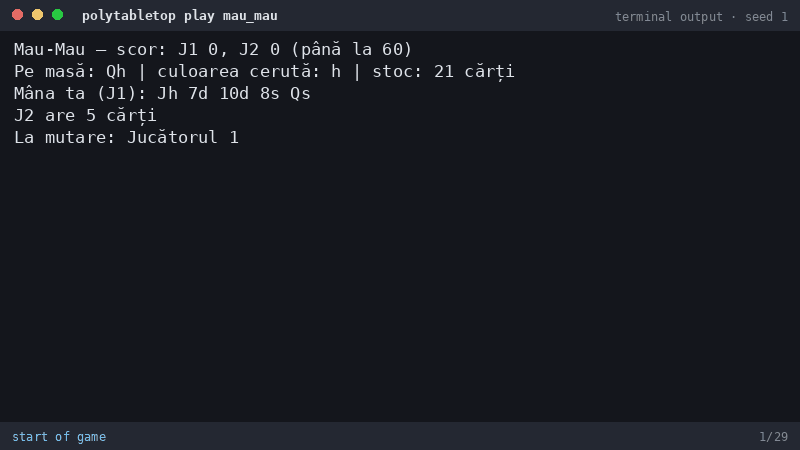 polytabletop play mau_mau
terminal output · seed 1
Mau-Mau — scor: J1 0, J2 0 (până la 60)
Pe masă: Qh | culoarea cerută: h | stoc: 21 cărți
Mâna ta (J1): Jh 7d 10d 8s Qs
J2 are 5 cărți
La mutare: Jucătorul 1
start of game
1/29